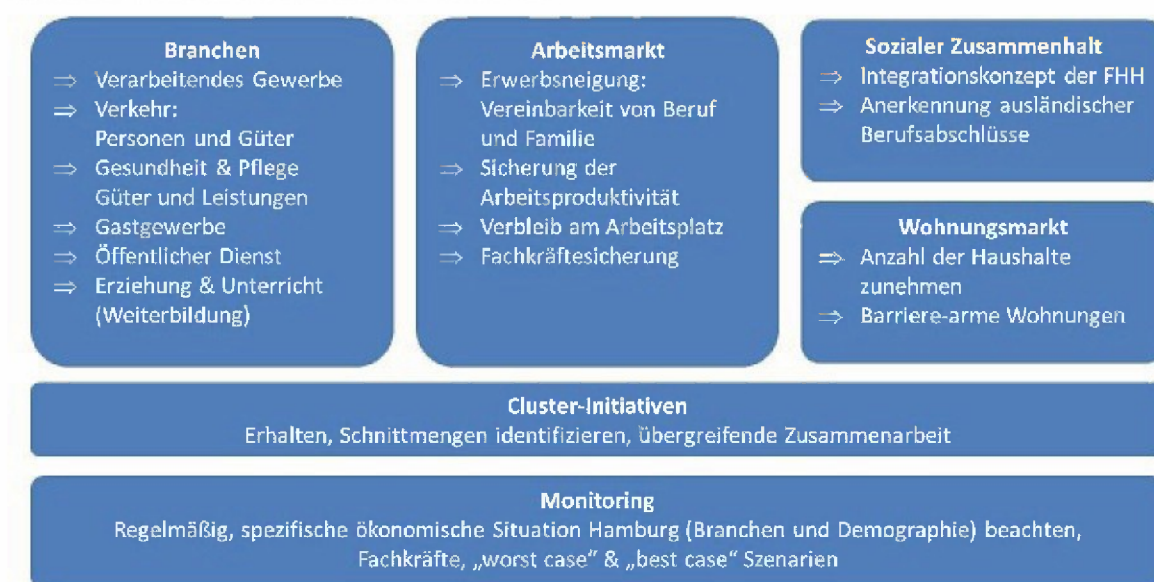 Branchen
⇒ Verarbeitendes Gewerbe
⇒ Verkehr:
Personen und Güter
⇒ Gesundheit & Pflege
Güter und Leistungen
⇒ Gastgewerbe
⇒ Öffentlicher Dienst
⇒ Erziehung & Unterricht
(Weiterbildung)
Arbeitsmarkt
⇒ Erwerbsneigung:
Vereinbarkeit von Beruf
und Familie
⇒ Sicherung der
Arbeitsproduktivität
⇒ Verbleib am Arbeitsplatz
⇒ Fachkräftesicherung
Sozialer Zusammenhalt
⇒ Integrationskonzept der FHH
⇒ Anerkennung ausländischer
Berufsabschlüsse
Wohnungsmarkt
⇒ Anzahl der Haushalte
zunehmen
⇒ Barriere-arme Wohnungen
Cluster-Initiativen
Erhalten, Schnittmengen identifizieren, übergreifende Zusammenarbeit
Monitoring
Regelmäßig, spezifische ökonomische Situation Hamburg (Branchen und Demographie) beachten,
Fachkräfte, „worst case" & „best case" Szenarien